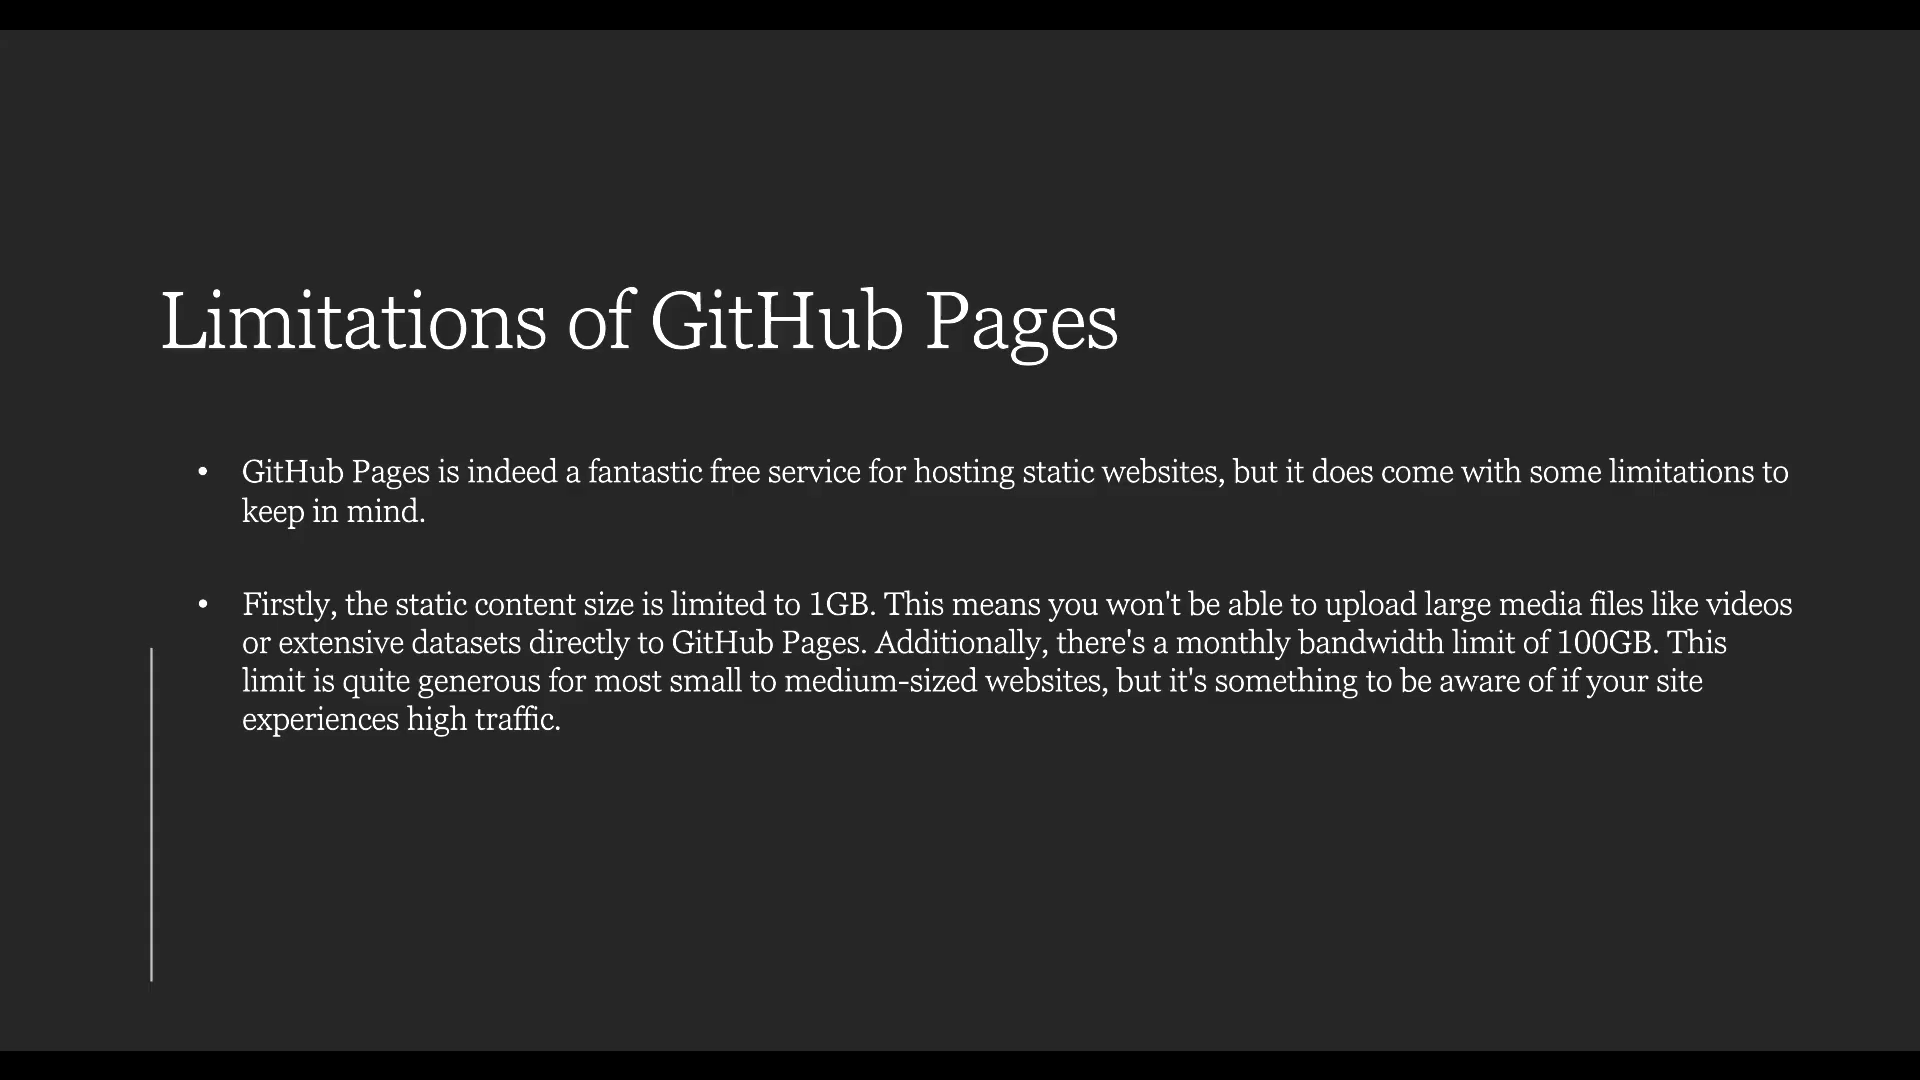 Limitations of GitHub Pages
• GitHub Pages is indeed a fantastic free service for hosting static websites, but it does come with some limitations to
keep in mind.
• Firstly, the static content size is limited to 1GB. This means you won't be able to upload large media files like videos
or extensive datasets directly to GitHub Pages. Additionally, there's a monthly bandwidth limit of 100GB. This
limit is quite generous for most small to medium-sized websites, but it's something to be aware of if your site
experiences high traffic.